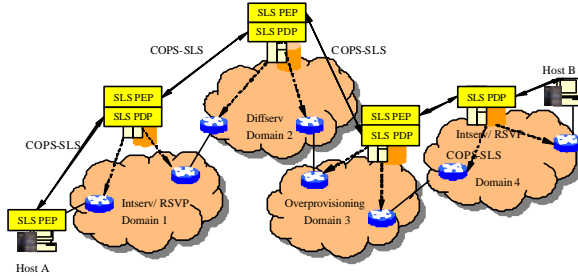 SLS PEP
SLS PDP
COPS-SLS
COPS-SLS
Host B
SLS PEP
SLS PDP
SLS PDP
SLS PEP
SLS PDP
Diffserv
Domain 2
Intserv/ RSVP
COPS-SLS
COPS-SLS
Domain 4
Intserv/ RSVP
Domain 1
Overprovisioning
Domain 3
SLS PEP
Host A